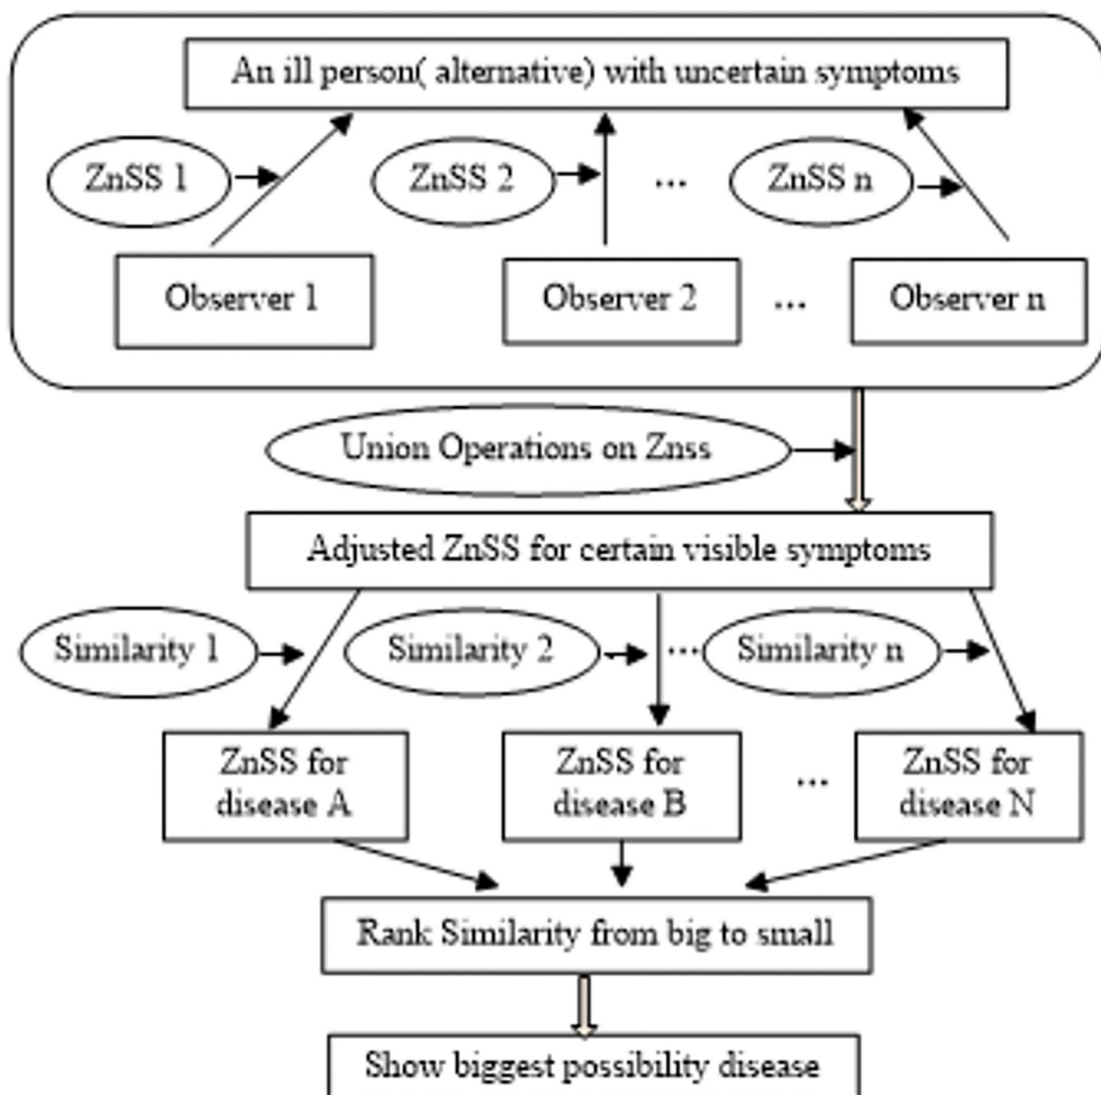 An ill person( alternative) with uncertain symptoms
ZnSS 1
ZnSS 2
...
ZnSS n
Observer 1
Observer 2
...
Observer n
Union Operations on Znss
Adjusted ZnSS for certain visible symptoms
Similarity 1
Similarity 2
...
Similarity n
ZnSS for
disease A
ZnSS for
disease B
...
ZnSS for
disease N
Rank Similarity from big to small
Show biggest possibility disease